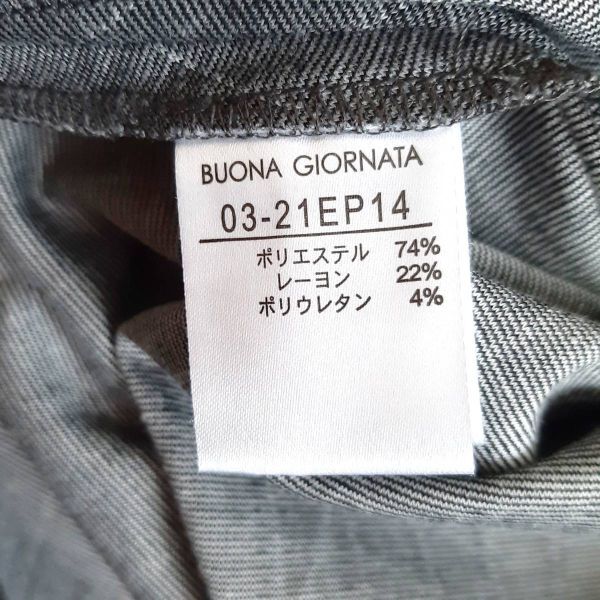 BUONA GIORNATA
03-21EP14
ポリエステル 74%
レーヨン 22%
ポリウレタン 4%